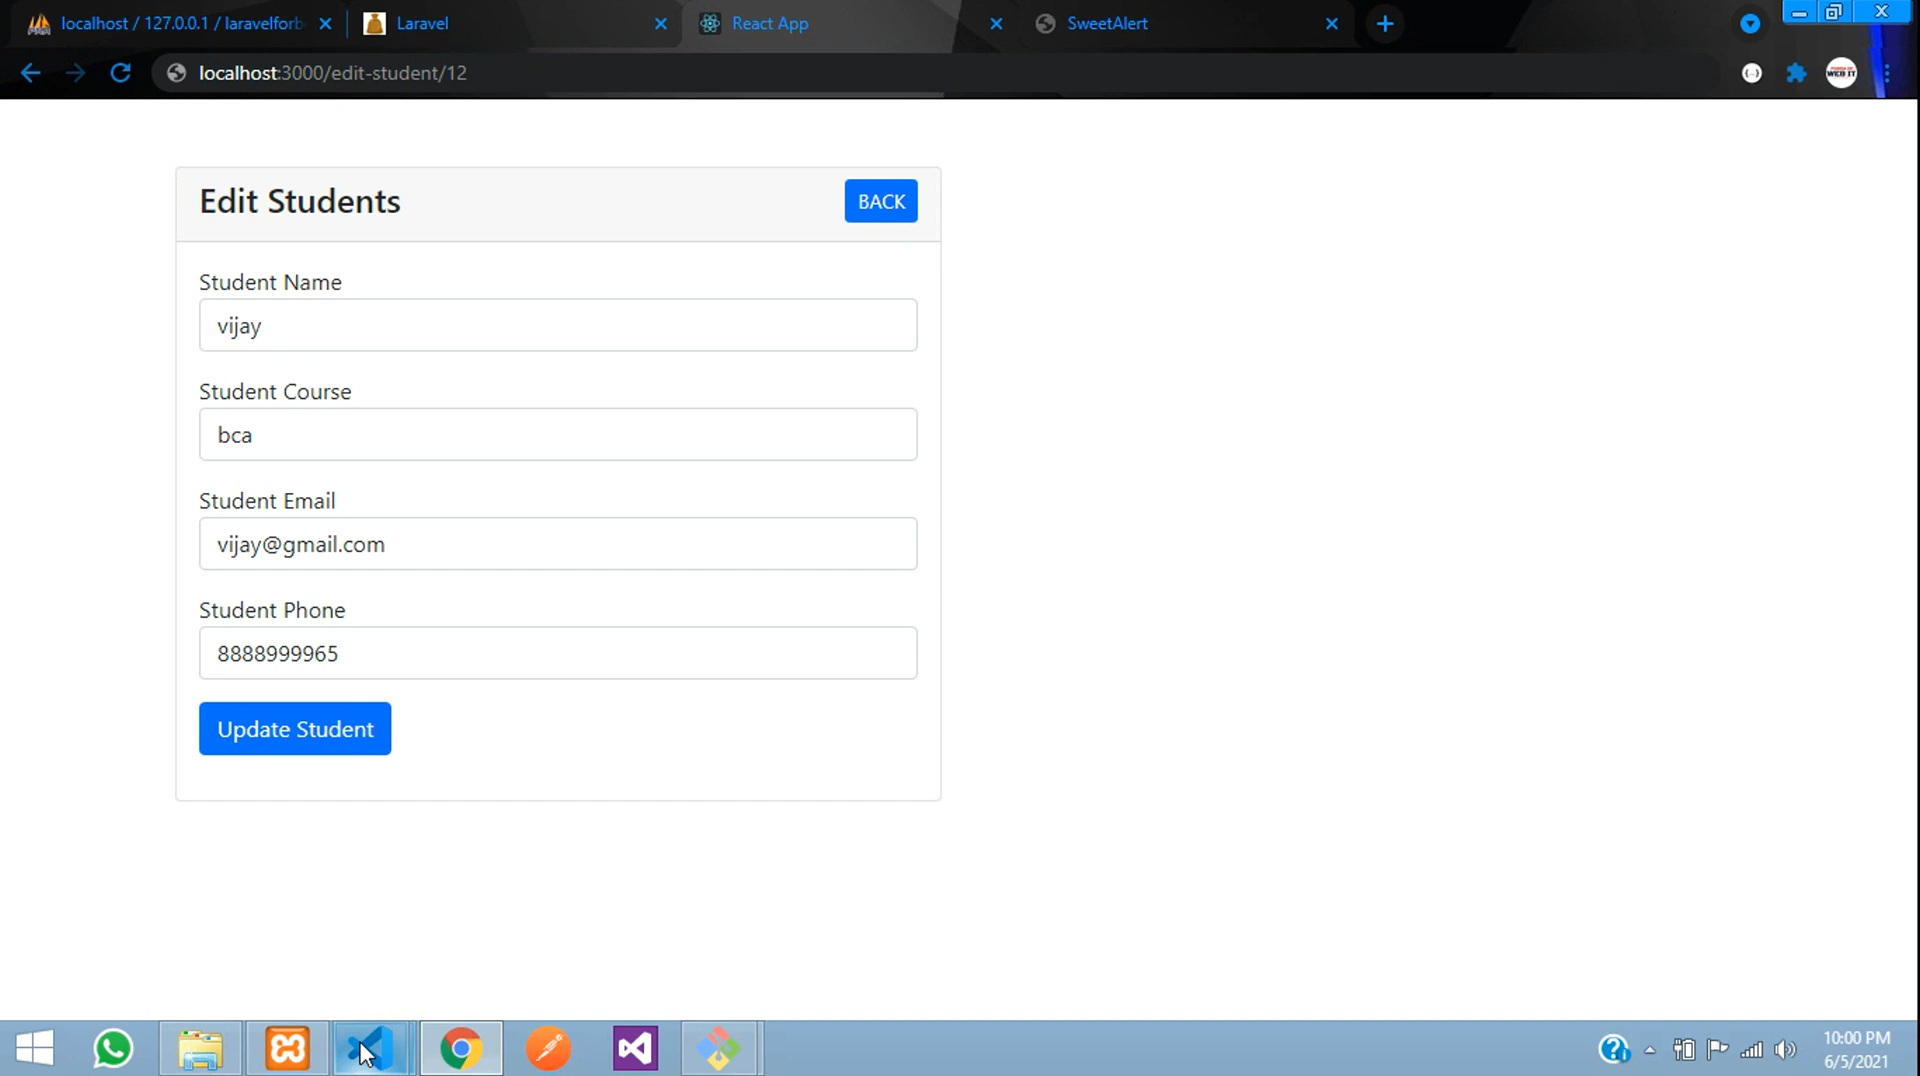 localhost / 127.0.0.1 / laravelforb
Laravel
React App
SweetAlert
localhost:3000/edit-student/12
WEB IT
Edit Students
BACK
Student Name
vijay
Student Course
bca
Student Email
vijay@gmail.com
Student Phone
8888999965
Update Student
10:00 PM
6/5/2021